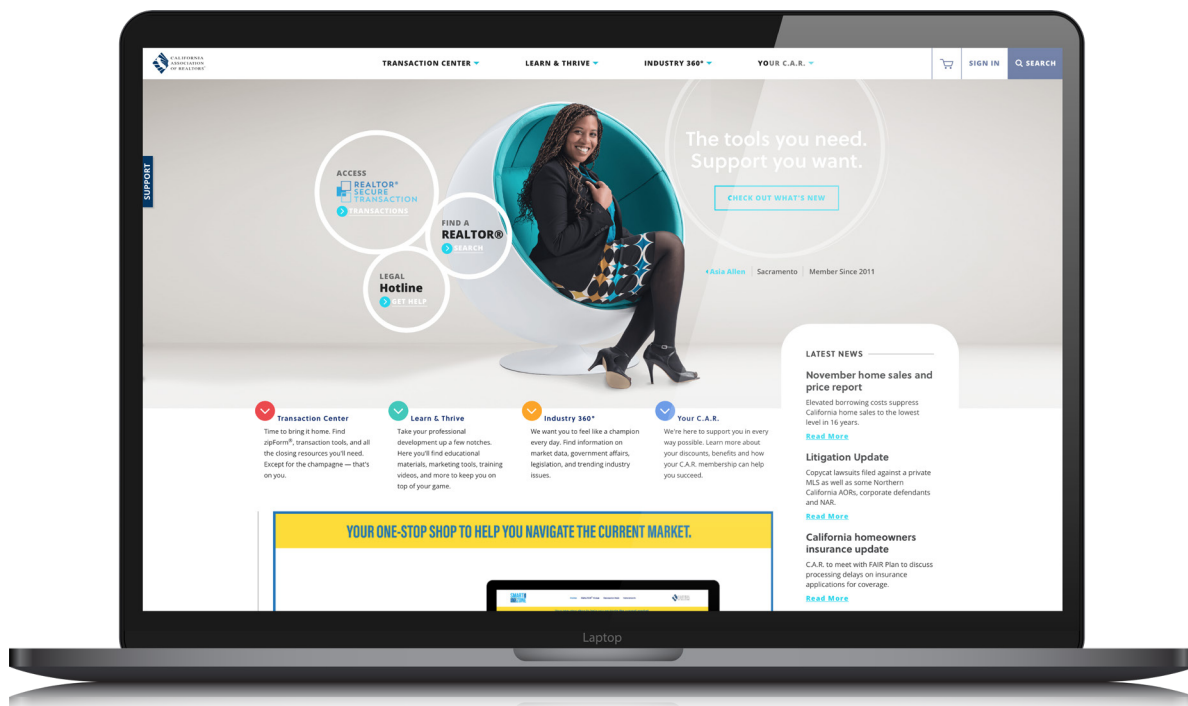 CALIFORNIA
ASSOCIATION
OF REALTORS®
TRANSACTION CENTER
LEARN & THRIVE
INDUSTRY 360°
YOUR C.A.R.
SIGN IN
SEARCH
SUPPORT
ACCESS
REALTOR®
SECURE
TRANSACTION
TRANSACTIONS
FIND A
REALTOR®
SEARCH
LEGAL
Hotline
GET HELP
The tools you need.
Support you want.
CHECK OUT WHAT'S NEW
Asia Allen | Sacramento | Member Since 2011
Transaction Center
Time to bring it home. Find
zipForm®, transaction tools, and all
the closing resources you'll need.
Except for the champagne — that's
on you.
Learn & Thrive
Take your professional
development up a few notches.
Here you'll find educational
materials, marketing tools, training
videos, and more to keep you on
top of your game.
Industry 360°
We want you to feel like a champion
every day. Find information on
market data, government affairs,
legislation, and trending industry
issues.
Your C.A.R.
We're here to support you in every
way possible. Learn more about
your discounts, benefits and how
your C.A.R. membership can help
you succeed.
LATEST NEWS
November home sales and
price report
Elevated borrowing costs suppress
California home sales to the lowest
level in 16 years.
Read More
Litigation Update
Copycat lawsuits filed against a private
MLS as well as some Northern
California AORs, corporate defendants
and NAR.
Read More
California homeowners
insurance update
C.A.R. to meet with FAIR Plan to discuss
processing delays on insurance
applications for coverage.
Read More
YOUR ONE-STOP SHOP TO HELP YOU NAVIGATE THE CURRENT MARKET.
Laptop